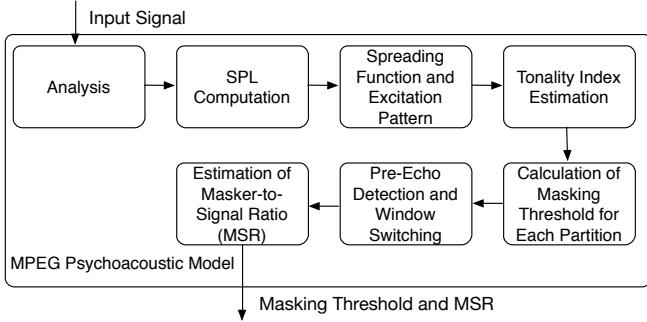 Input Signal
Analysis
SPL
Computation
Spreading
Function and
Excitation
Pattern
Tonality Index
Estimation
Estimation of
Masker-to-
Signal Ratio
(MSR)
Pre-Echo
Detection and
Window
Switching
Calculation of
Masking
Threshold for
Each Partition
MPEG Psychoacoustic Model
Masking Threshold and MSR